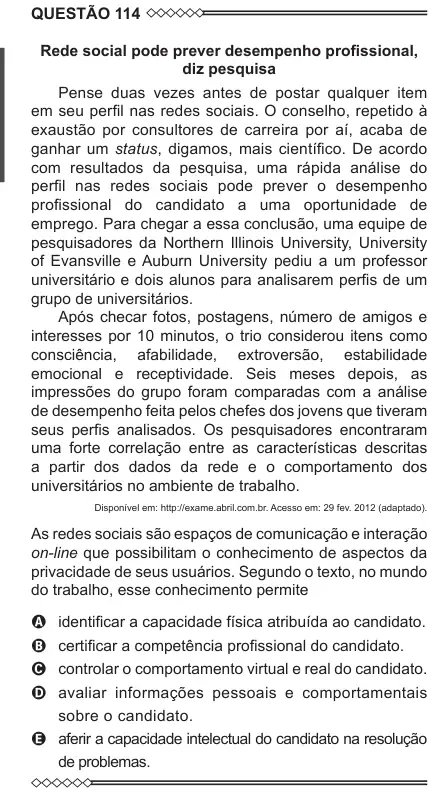 QUESTÃO 114
Rede social pode prever desempenho profissional,
diz pesquisa
Pense duas vezes antes de postar qualquer item
em seu perfil nas redes sociais. O conselho, repetido à
exaustão por consultores de carreira por aí, acaba de
ganhar um status, digamos, mais científico. De acordo
com resultados da pesquisa, uma rápida análise do
perfil nas redes sociais pode prever o desempenho
profissional do candidato a uma oportunidade de
emprego. Para chegar a essa conclusão, uma equipe de
pesquisadores da Northern Illinois University, University
of Evansville e Auburn University pediu a um professor
universitário e dois alunos para analisarem perfis de um
grupo de universitários.
Após checar fotos, postagens, número de amigos e
interesses por 10 minutos, o trio considerou itens como
consciência, afabilidade, extroversão, estabilidade
emocional e receptividade. Seis meses depois, as
impressões do grupo foram comparadas com a análise
de desempenho feita pelos chefes dos jovens que tiveram
seus perfis analisados. Os pesquisadores encontraram
uma forte correlação entre as características descritas
a partir dos dados da rede e o comportamento dos
universitários no ambiente de trabalho.
Disponível em: http://exame.abril.com.br. Acesso em: 29 fev. 2012 (adaptado).
As redes sociais são espaços de comunicação e interação
on-line que possibilitam o conhecimento de aspectos da
privacidade de seus usuários. Segundo o texto, no mundo
do trabalho, esse conhecimento permite
A identificar a capacidade física atribuída ao candidato.
B certificar a competência profissional do candidato.
C controlar o comportamento virtual e real do candidato.
D avaliar informações pessoais e comportamentais
sobre o candidato.
E aferir a capacidade intelectual do candidato na resolução
de problemas.